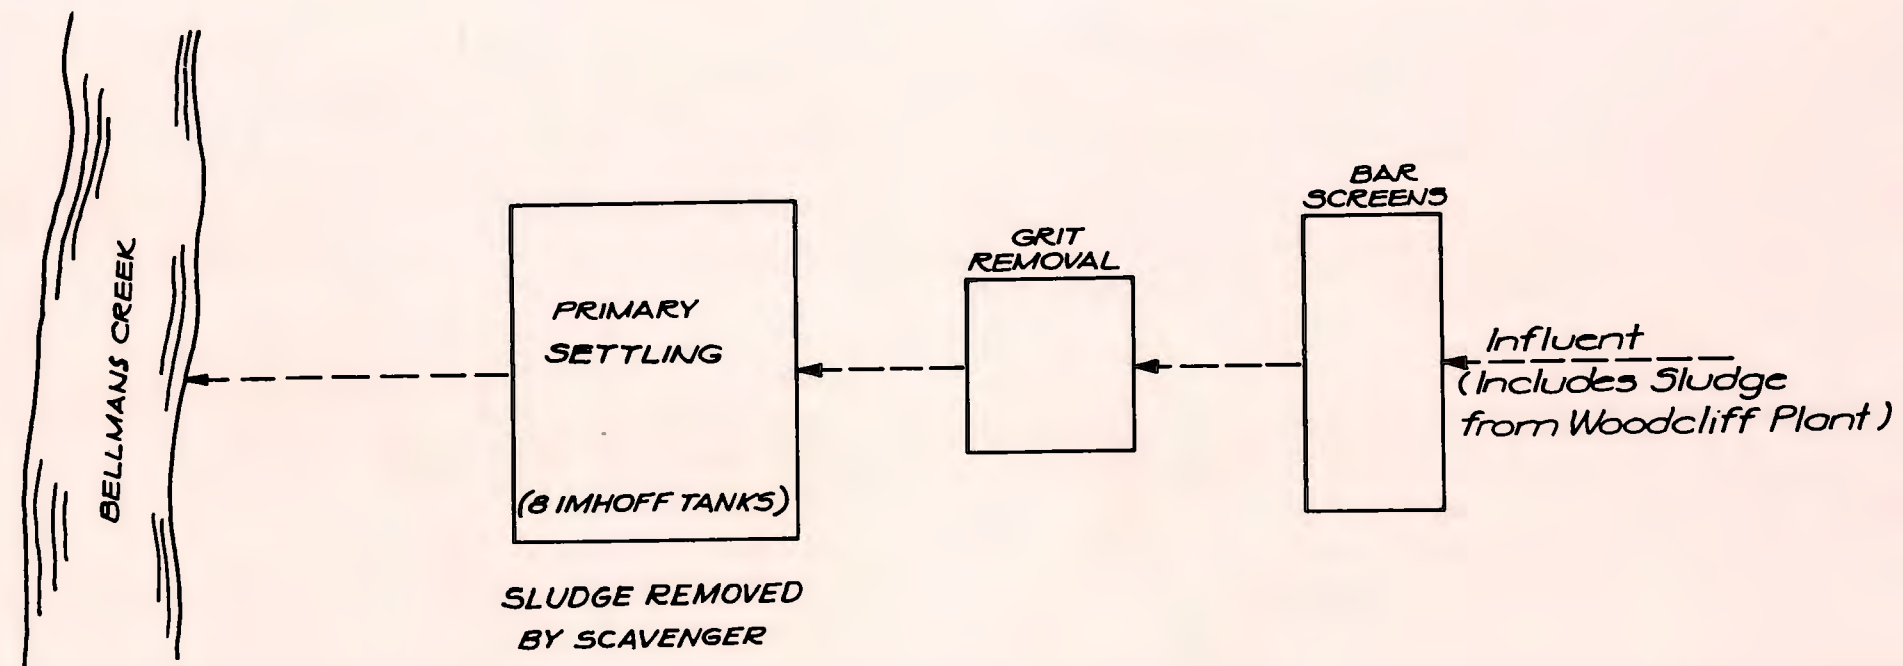 BELLMANS CREEK
PRIMARY
SETTLING
(8 IMHOFF TANKS)
SLUDGE REMOVED
BY SCAVENGER
GRIT
REMOVAL
BAR
SCREENS
Influent
(Includes Sludge
from Woodcliff Plant)